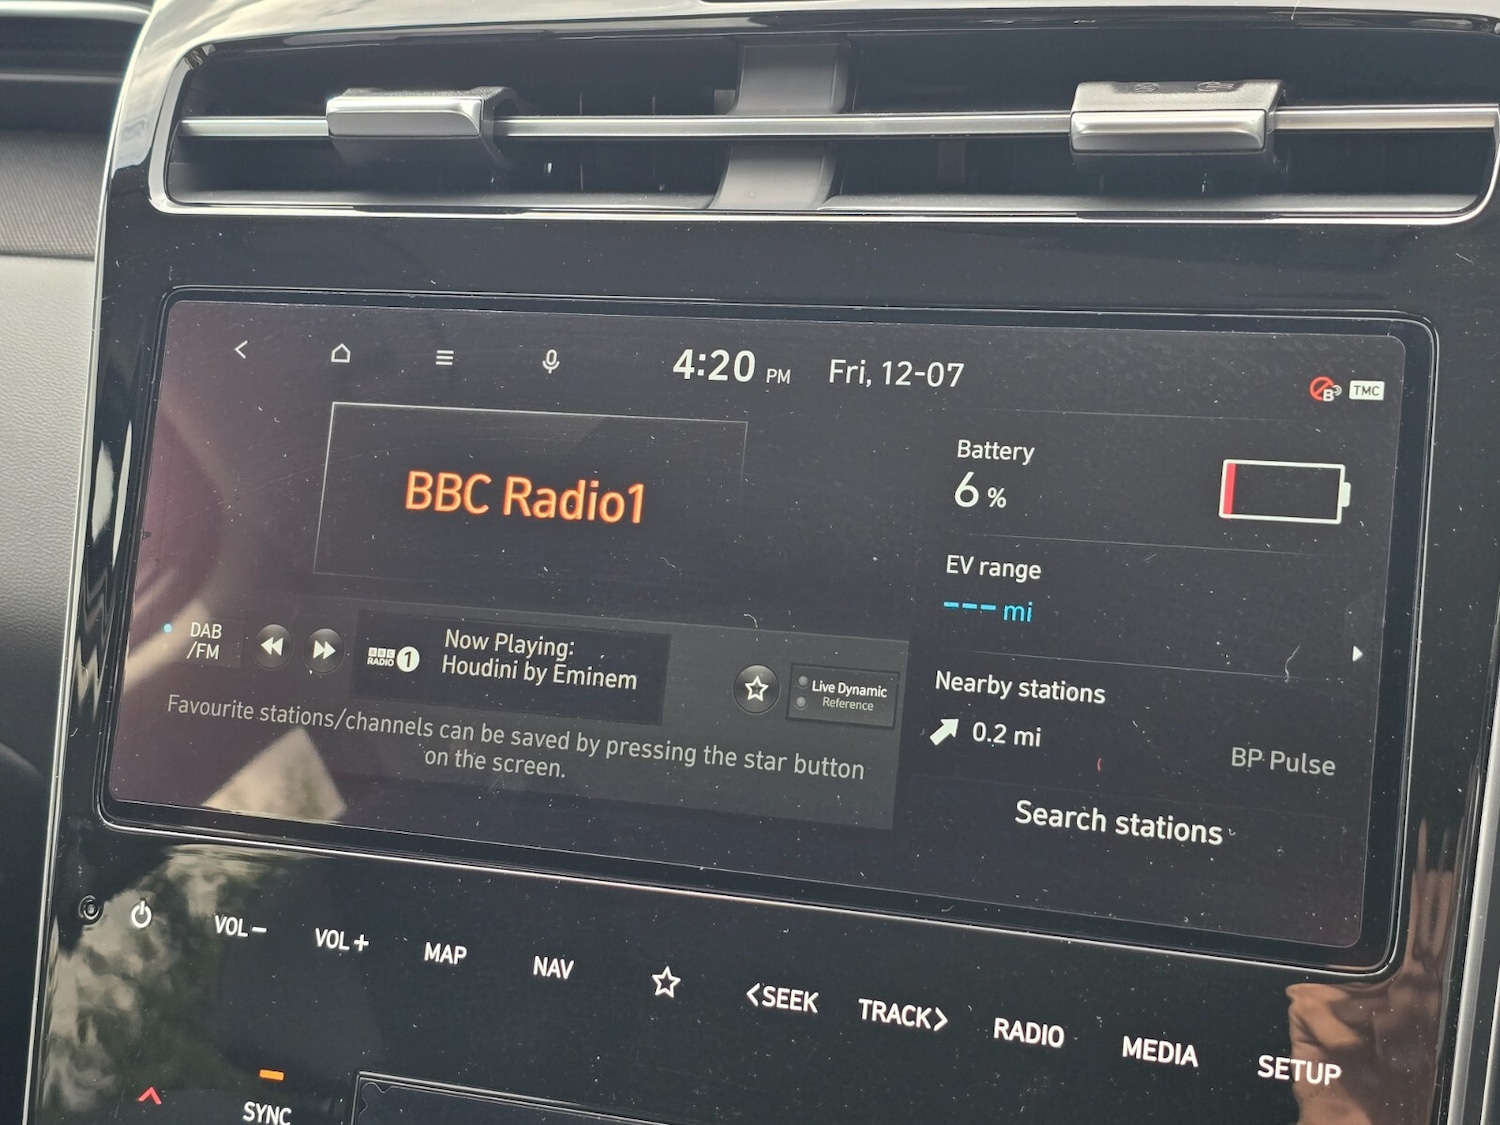 4:20 PM Fri, 12-07
B
TMC
BBC Radio1
DAB
/FM
BBC
RADIO 1
Now Playing:
Houdini by Eminem
Live Dynamic
Reference
Favourite stations/channels can be saved by pressing the star button
on the screen.
Battery
6 %
EV range
--- mi
Nearby stations
0.2 mi
BP Pulse
Search stations
VOL− VOL+ MAP NAV <SEEK TRACK> RADIO MEDIA SETUP
SYNC